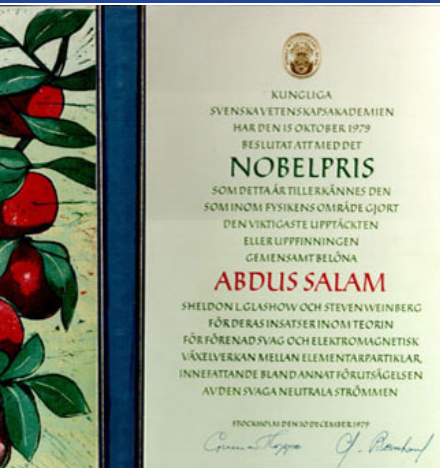 KUNGLIGA
SVENSKA VETENSKAPSAKADEMIEN
HAR DEN 15 OKTOBER 1979
BESLUTAT ATT MED DET
NOBELPRIS
SOM DETTA ÅR TILLERKÄNNES DEN
SOM INOM FYSIKENS OMRÅDE GJORT
DEN VIKTIGASTE UPPTÄCKTEN
ELLER UPPFINNINGEN
GEMENSAMT BELÖNA
ABDUS SALAM
SHELDON L.GLASHOW OCH STEVEN WEINBERG
FÖR DERAS INSATSER INOM TEORIN
FÖR FÖRENAD SVAG OCH ELEKTROMAGNETISK
VÄXELVERKAN MELLAN ELEMENTARPARTIKLAR,
INNEFATTANDE BLAND ANNAT FÖRUTSÄGELSEN
AV DEN SVAGA NEUTRALA STRÖMMEN
STOCKHOLM DEN 10 DECEMBER 1979